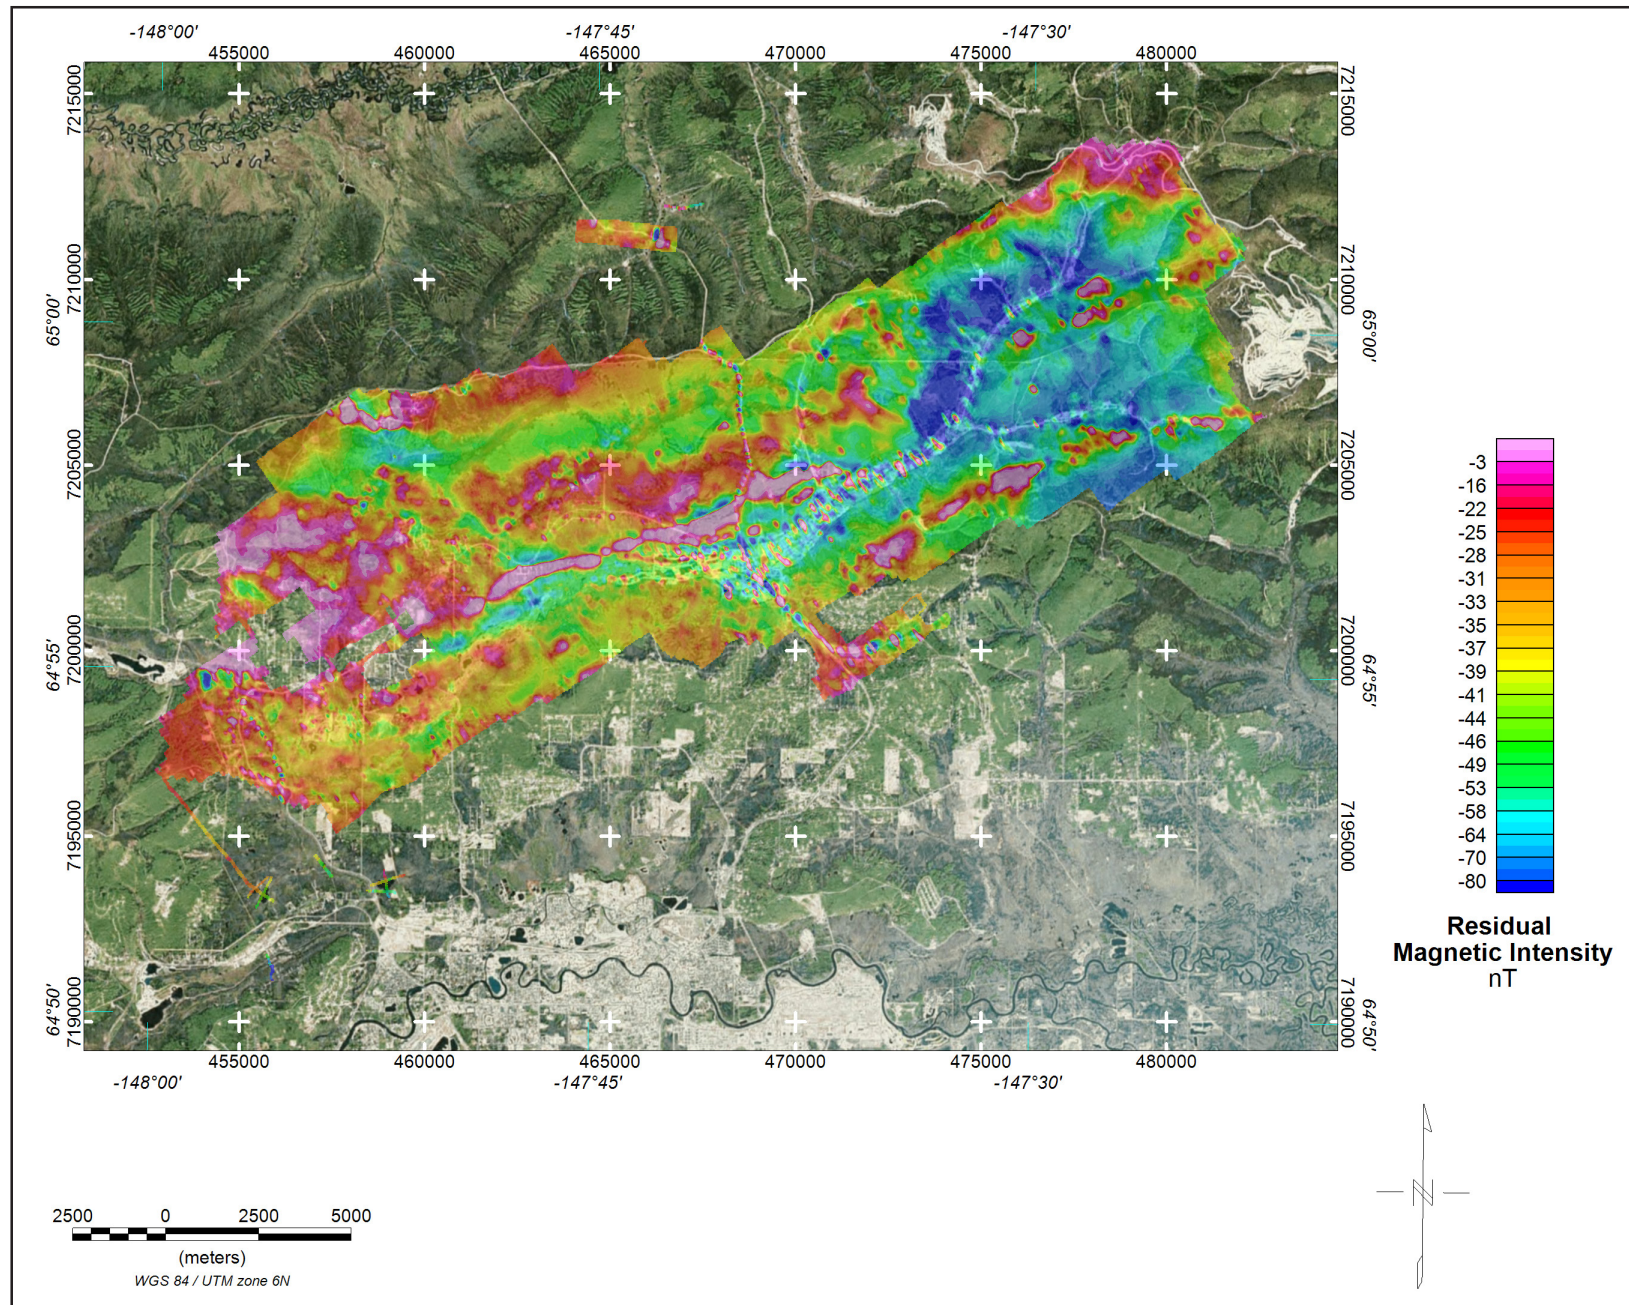 -148°00' -147°45' -147°30'
455000 460000 465000 470000 475000 480000
7215000 7215000
7210000 7210000
65°00' 65°00'
7205000 7205000
64°55' 64°55'
7200000 7200000
7195000 7195000
64°50' 64°50'
7190000 7190000
455000 460000 465000 470000 475000 480000
-148°00' -147°45' -147°30'
-3
-16
-22
-25
-28
-31
-33
-35
-37
-39
-41
-44
-46
-49
-53
-58
-64
-70
-80
Residual
Magnetic Intensity
nT
2500 0 2500 5000
(meters)
WGS 84 / UTM zone 6N
N